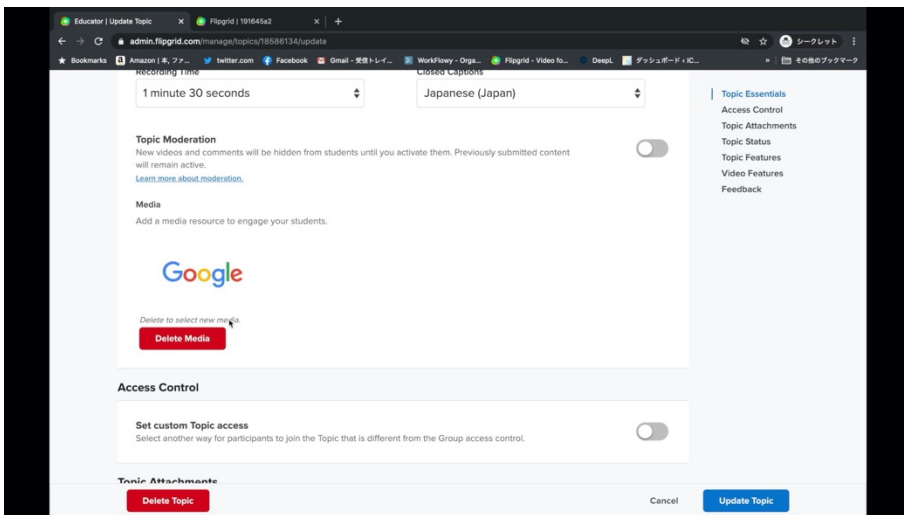 Educator | Update Topic
Flipgrid | 191645a2
admin.flipgrid.com/manage/topics/18586134/update
シークレット
Bookmarks
Amazon | 本, ファ...
twitter.com
Facebook
Gmail - 受信トレイ...
WorkFlowy - Orga...
Flipgrid - Video fo...
DeepL
ダッシュボード ‹ IC...
»
その他のブックマーク
Recording Time
Closed Captions
1 minute 30 seconds
Japanese (Japan)
Topic Moderation
New videos and comments will be hidden from students until you activate them. Previously submitted content
will remain active.
Learn more about moderation.
Media
Add a media resource to engage your students.
Google
Delete to select new media.
Delete Media
Access Control
Set custom Topic access
Select another way for participants to join the Topic that is different from the Group access control.
Topic Attachments
Delete Topic
Cancel
Update Topic
Topic Essentials
Access Control
Topic Attachments
Topic Status
Topic Features
Video Features
Feedback